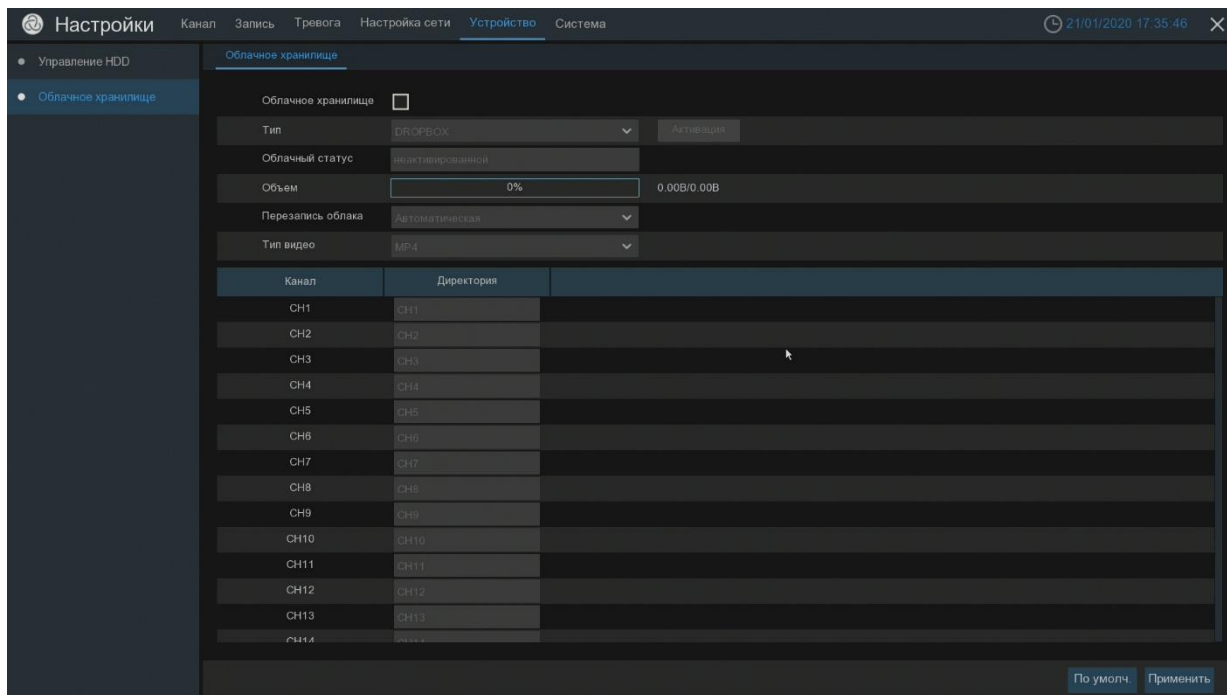 Настройки Канал Запись Тревога Настройка сети Устройство Система 21/01/2020 17:35:46
Управление HDD
Облачное хранилище
Облачное хранилище
Облачное хранилище
Тип DROPBOX Активация
Облачный статус неактивированной
Объем 0% 0.00B/0.00B
Перезапись облака Автоматическая
Тип видео MP4
Канал Директория
CH1 CH1
CH2 CH2
CH3 CH3
CH4 CH4
CH5 CH5
CH6 CH6
CH7 CH7
CH8 CH8
CH9 CH9
CH10 CH10
CH11 CH11
CH12 CH12
CH13 CH13
CH14 CH14
По умолч. Применить